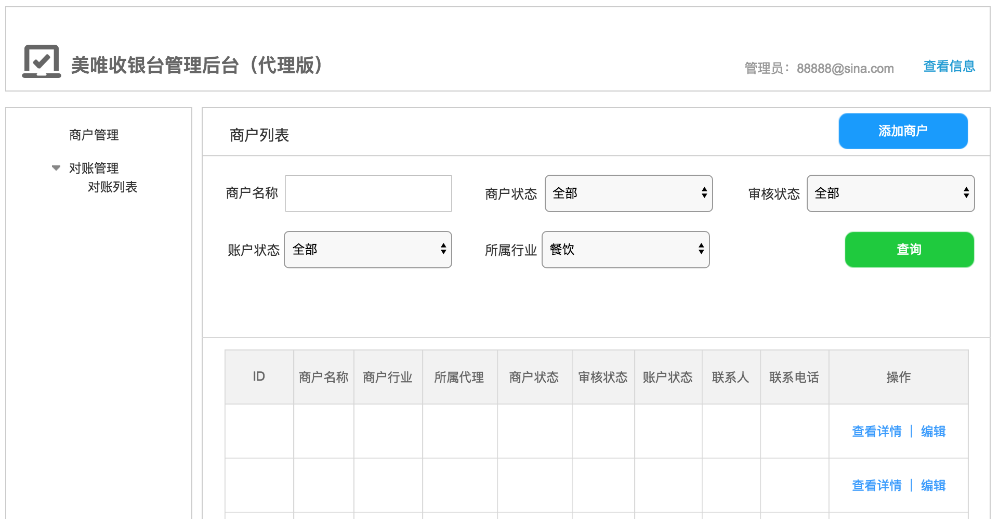 美唯收银台管理后台（代理版）
管理员：88888@sina.com
查看信息
商户管理
对账管理
对账列表
商户列表
添加商户
商户名称
商户状态 全部
审核状态 全部
账户状态 全部
所属行业 餐饮
查询
ID 商户名称 商户行业 所属代理 商户状态 审核状态 账户状态 联系人 联系电话 操作
查看详情 | 编辑
查看详情 | 编辑